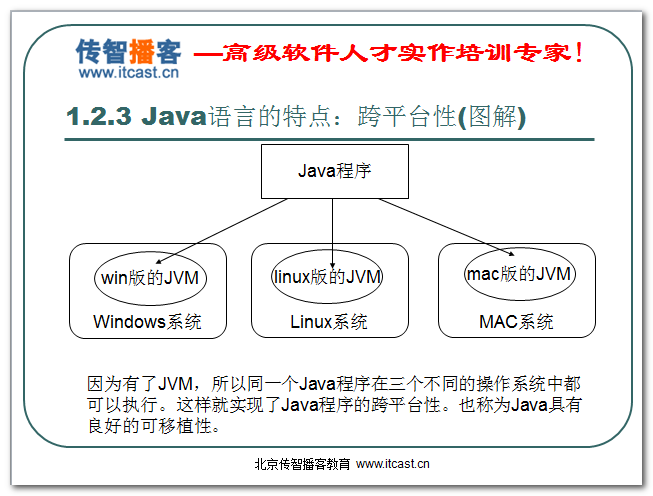 传智播客 —高级软件人才实作培训专家!
www.itcast.cn
1.2.3 Java语言的特点：跨平台性(图解)
Java程序
win版的JVM
linux版的JVM
mac版的JVM
Windows系统
Linux系统
MAC系统
因为有了JVM，所以同一个Java程序在三个不同的操作系统中都
可以执行。这样就实现了Java程序的跨平台性。也称为Java具有
良好的可移植性。
北京传智播客教育 www.itcast.cn